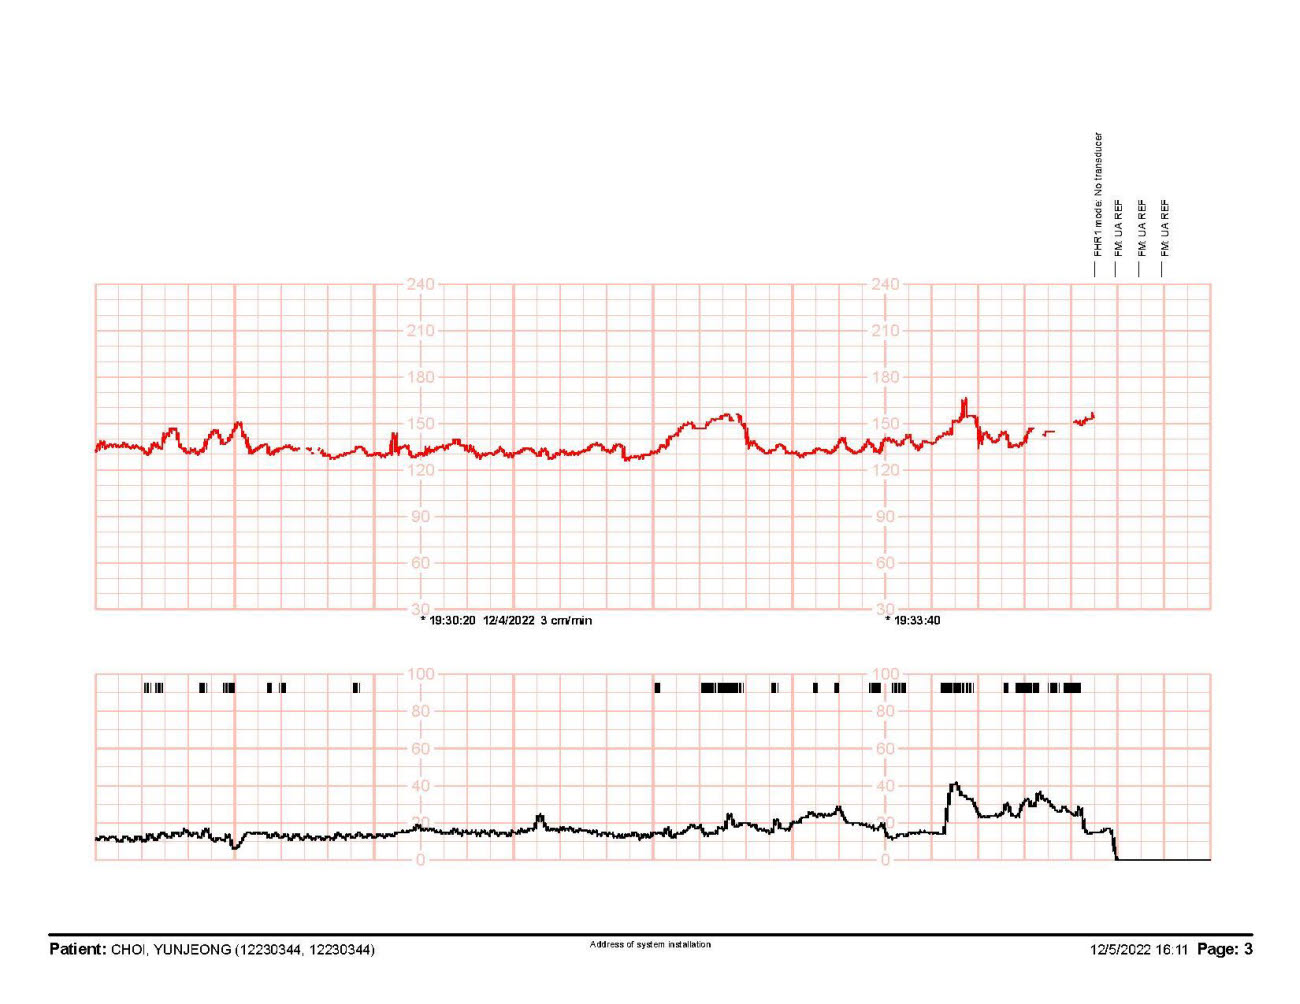 FHR1 mode: No transducer
FM: UA REF
FM: UA REF
FM: UA REF
240 240
210 210
180 180
150 150
120 120
90 90
60 60
30 30
* 19:30:20 12/4/2022 3 cm/min * 19:33:40
100 100
80 80
60 60
40 40
20 20
0 0
Patient: CHOI, YUNJEONG (12230344, 12230344) Address of system installation 12/5/2022 16:11 Page: 3